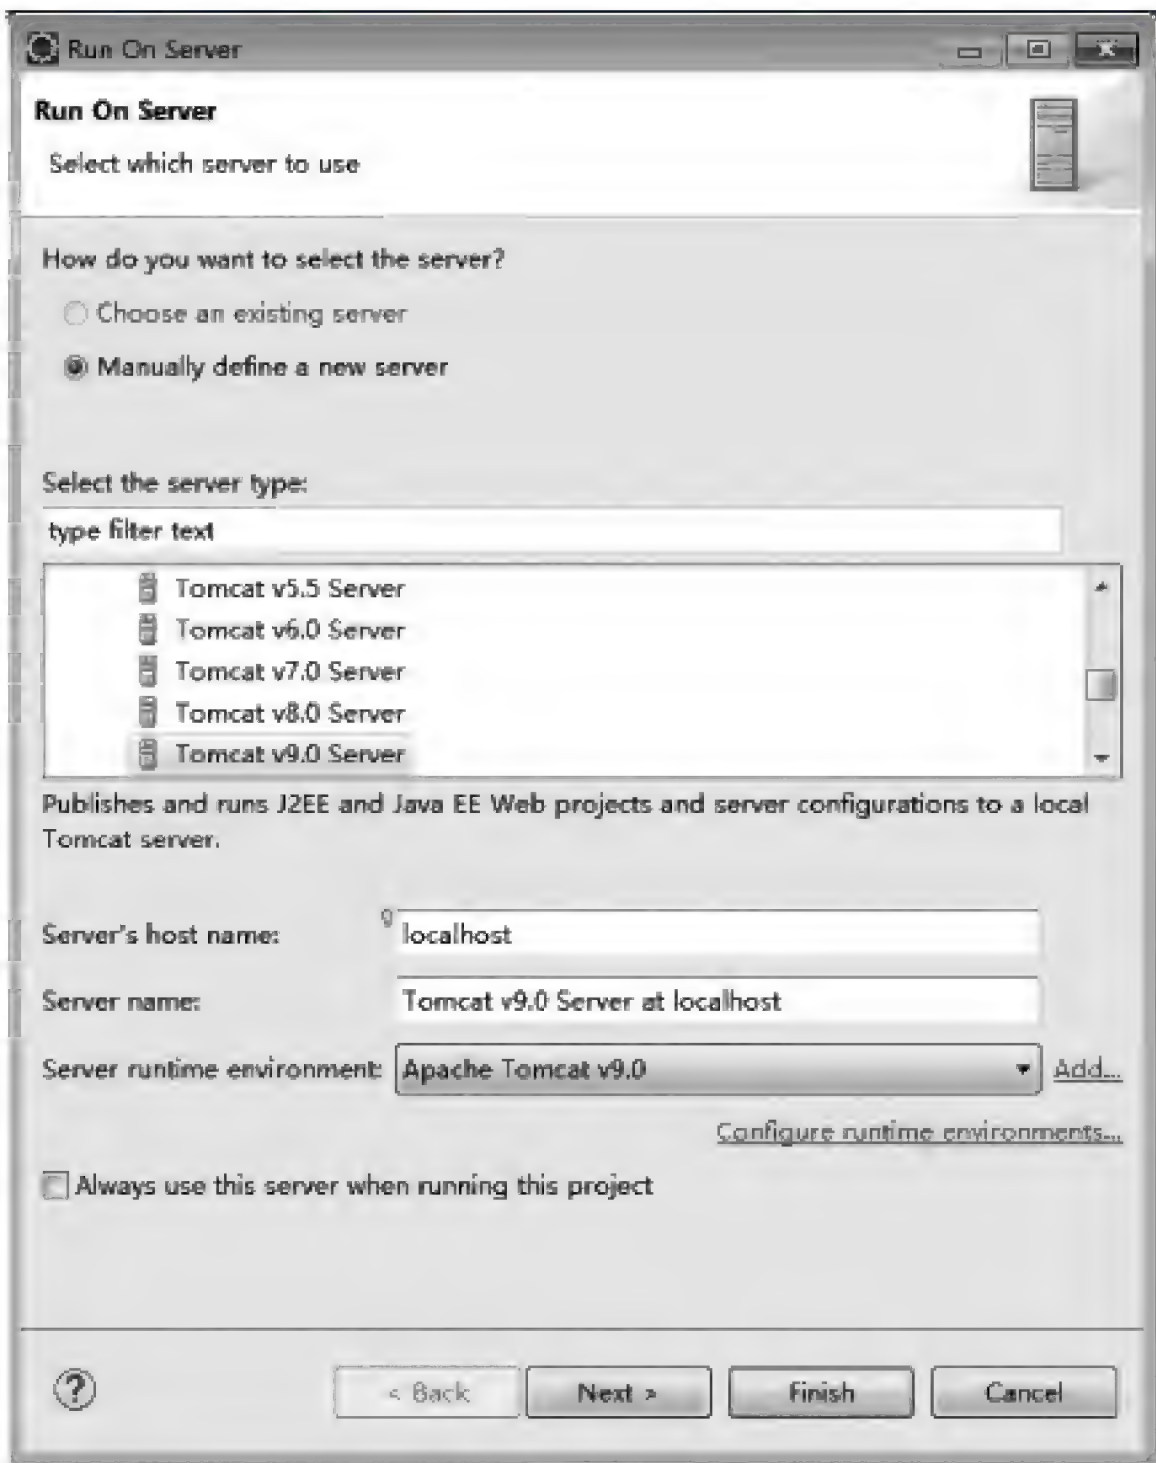 Run On Server
Run On Server
Select which server to use
How do you want to select the server?
Choose an existing server
Manually define a new server
Select the server type:
type filter text
Tomcat v5.5 Server
Tomcat v6.0 Server
Tomcat v7.0 Server
Tomcat v8.0 Server
Tomcat v9.0 Server
Publishes and runs J2EE and Java EE Web projects and server configurations to a local
Tomcat server.
Server's host name: localhost
Server name: Tomcat v9.0 Server at localhost
Server runtime environment: Apache Tomcat v9.0 Add...
Configure runtime environments...
Always use this server when running this project
? < Back Next > Finish Cancel